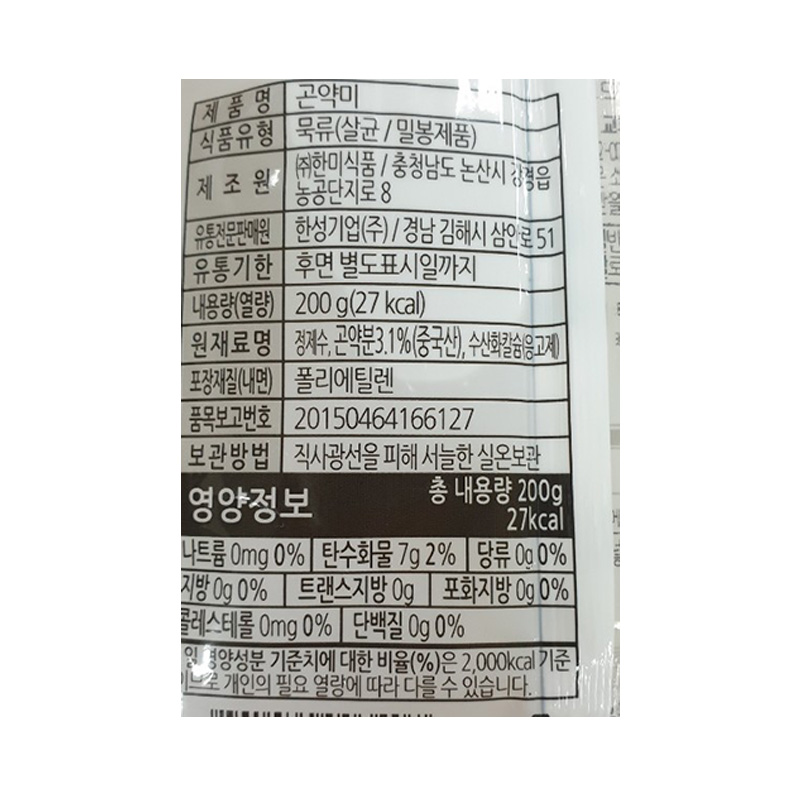 제품명 곤약미
식품유형 묵류(살균/밀봉제품)
제조원 ㈜한미식품/충청남도 논산시 강경읍
농공단지로 8
유통전문판매원 한성기업(주)/경남 김해시 삼안로 51
유통기한 후면 별도표시일까지
내용량(열량) 200 g(27 kcal)
원재료명 정제수, 곤약분3.1%(중국산), 수산화칼슘(응고제)
포장재질(내면) 폴리에틸렌
품목보고번호 20150464166127
보관방법 직사광선을 피해 서늘한 실온보관
영양정보 총 내용량 200g
27kcal
나트륨 0mg 0% 탄수화물 7g 2% 당류 0g 0%
지방 0g 0% 트랜스지방 0g 포화지방 0g 0%
콜레스테롤 0mg 0% 단백질 0g 0%
일 영양성분 기준치에 대한 비율(%)은 2,000kcal 기준
이므로 개인의 필요 열량에 따라 다를 수 있습니다.